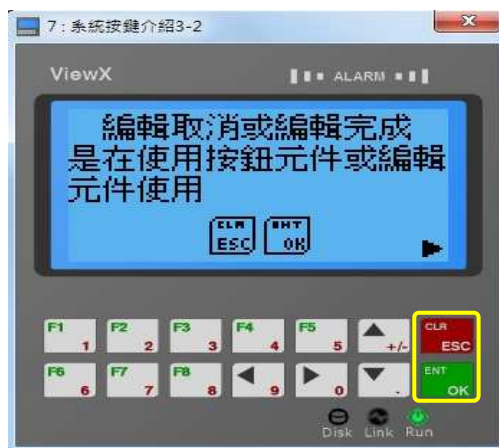 7 : 系統按鍵介紹3-2
ViewX
ALARM
編輯取消或編輯完成
是在使用按鈕元件或編輯
元件使用
CLR
ESC
ENT
OK
F1 1
F2 2
F3 3
F4 4
F5 5
+/-
CLR ESC
F6 6
F7 7
F8 8
9
0
.
ENT OK
Disk Link Run